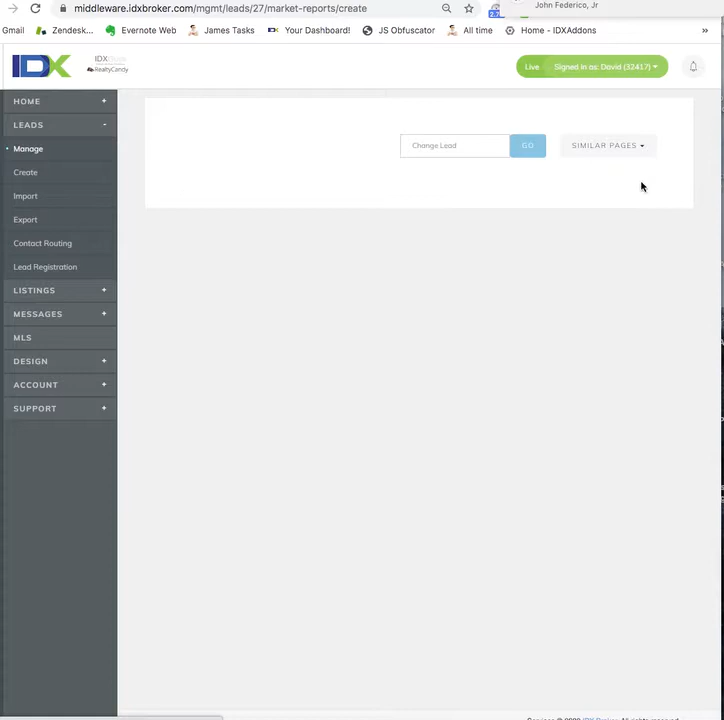 John Federico, Jr
middleware.idxbroker.com/mgmt/leads/27/market-reports/create
Gmail Zendesk... Evernote Web James Tasks Your Dashboard! JS Obfuscator All time Home - IDXAddons »
IDX
RealtyCandy
Live Signed in as: David (32417)
HOME +
LEADS -
Manage
Change Lead GO SIMILAR PAGES
Create
Import
Export
Contact Routing
Lead Registration
LISTINGS +
MESSAGES +
MLS
DESIGN +
ACCOUNT +
SUPPORT +